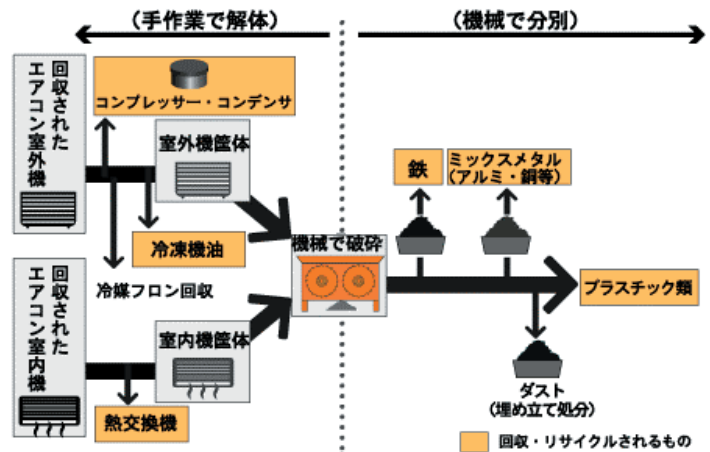 （手作業で解体）
（機械で分別）
回収された
エアコン室外機
コンプレッサー・コンデンサ
室外機筐体
冷凍機油
冷媒フロン回収
回収された
エアコン室内機
室内機筐体
熱交換機
機械で破砕
鉄
ミックスメタル
（アルミ・銅等）
プラスチック類
ダスト
（埋め立て処分）
回収・リサイクルされるもの